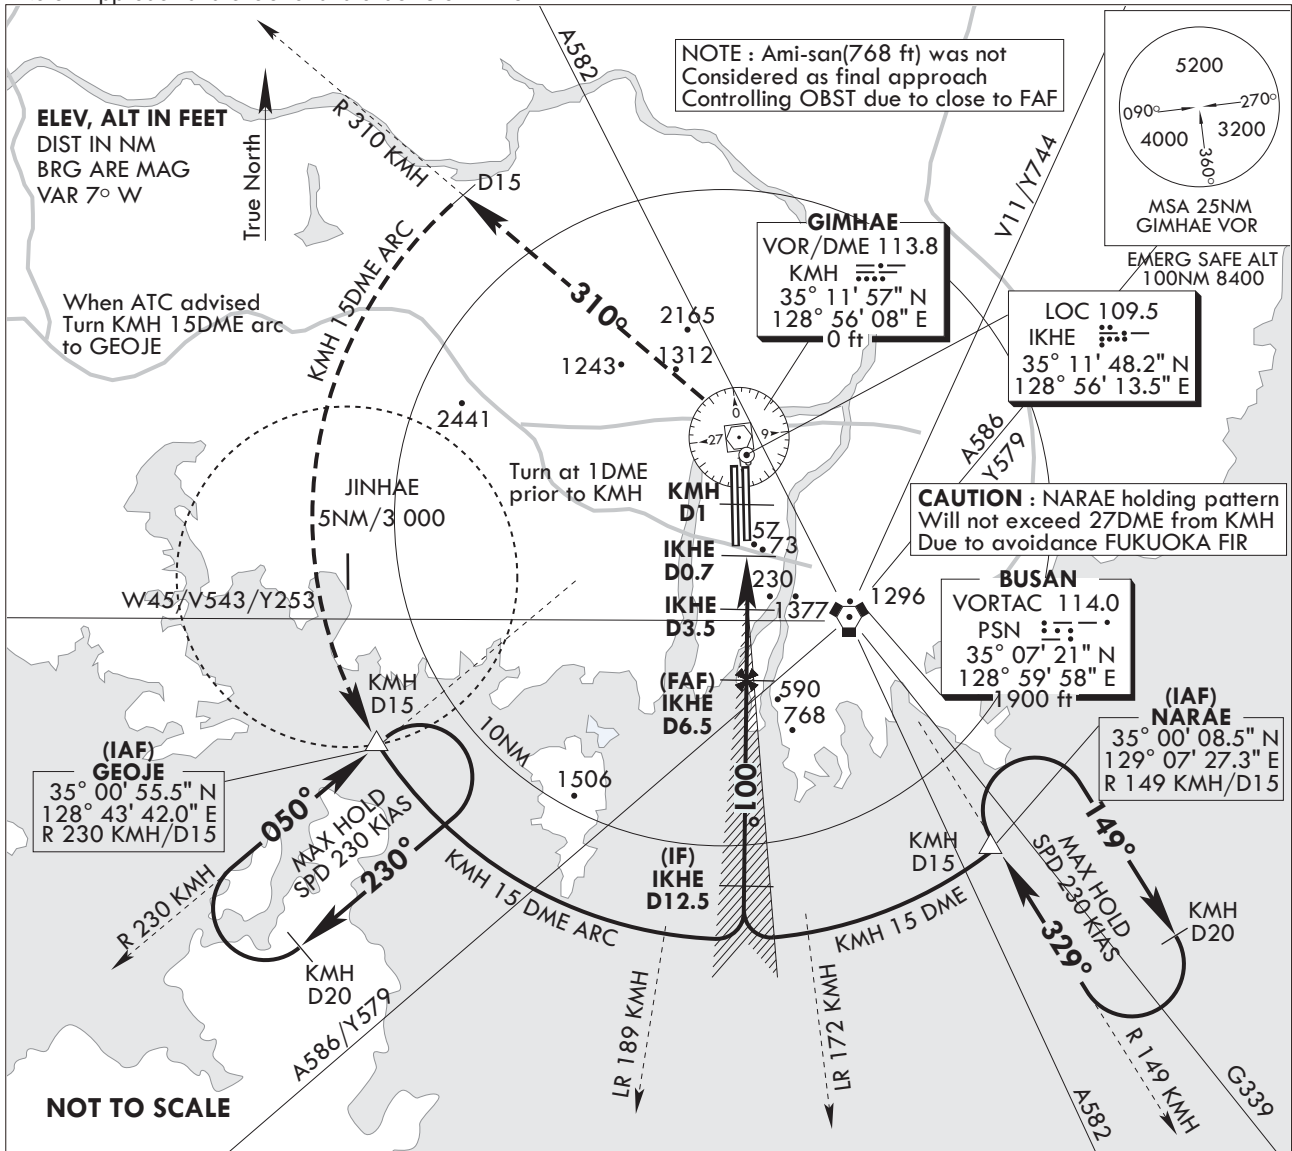 A582
NOTE : Ami-san(768 ft) was not
Considered as final approach
Controlling OBST due to close to FAF
5200
090°
270°
4000
3200
360°
MSA 25NM
GIMHAE VOR
EMERG SAFE ALT
100NM 8400
ELEV, ALT IN FEET
DIST IN NM
BRG ARE MAG
VAR 7° W
True North
R 310 KMH
D15
V11/Y744
KMH 15DME ARC
When ATC advised
Turn KMH 15DME arc
to GEOJE
310°
2165
1312
1243
2441
GIMHAE
VOR/DME 113.8
KMH
35° 11' 57" N
128° 56' 08" E
0 ft
LOC 109.5
IKHE
35° 11' 48.2" N
128° 56' 13.5" E
A586
Y579
0
27
9
Turn at 1DME
prior to KMH
JINHAE
5NM/3 000
KMH
D1
57
73
IKHE
D0.7
230
IKHE
D3.5
1377
1296
CAUTION : NARAE holding pattern
Will not exceed 27DME from KMH
Due to avoidance FUKUOKA FIR
W45/V543/Y253
BUSAN
VORTAC 114.0
PSN
35° 07' 21" N
128° 59' 58" E
1900 ft
KMH
D15
(FAF)
IKHE
D6.5
590
768
(IAF)
NARAE
35° 00' 08.5" N
129° 07' 27.3" E
R 149 KMH/D15
(IAF)
GEOJE
35° 00' 55.5" N
128° 43' 42.0" E
R 230 KMH/D15
10NM
1506
001°
050°
MAX HOLD
SPD 230 KIAS
230°
R 230 KMH
KMH
D20
KMH 15 DME ARC
(IF)
IKHE
D12.5
KMH
D15
KMH 15 DME
149°
MAX HOLD
SPD 230 KIAS
329°
KMH
D20
A586/Y579
LR 189 KMH
LR 172 KMH
R 149 KMH
G339
A582
NOT TO SCALE